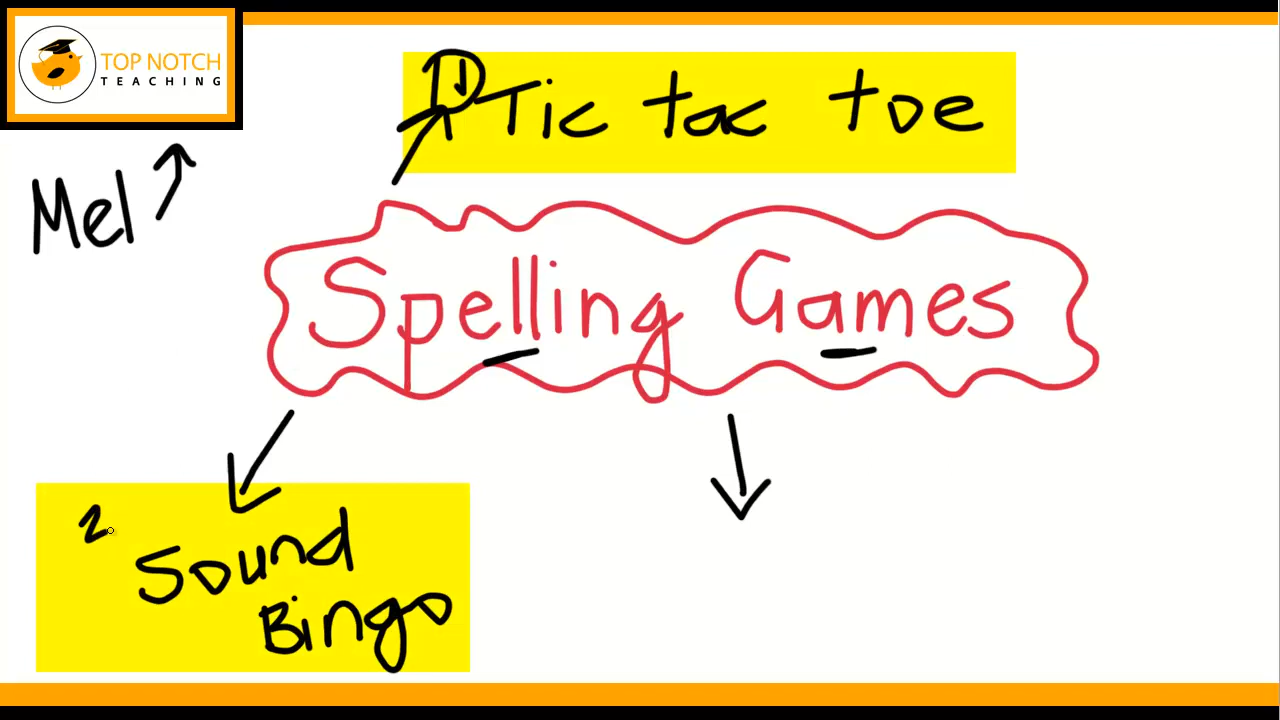 TOP NOTCH
TEACHING
1 Tic tac toe
Mel
Spelling Games
2
Sound
Bingo